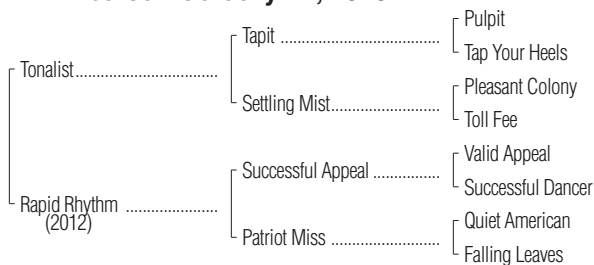 Pulpit
Tapit ........................................
Tap Your Heels
Tonalist...................................
Pleasant Colony
Settling Mist...........................
Toll Fee
Valid Appeal
Successful Appeal ................
Successful Dancer
Rapid Rhythm .......................
(2012)
Quiet American
Patriot Miss ...........................
Falling Leaves